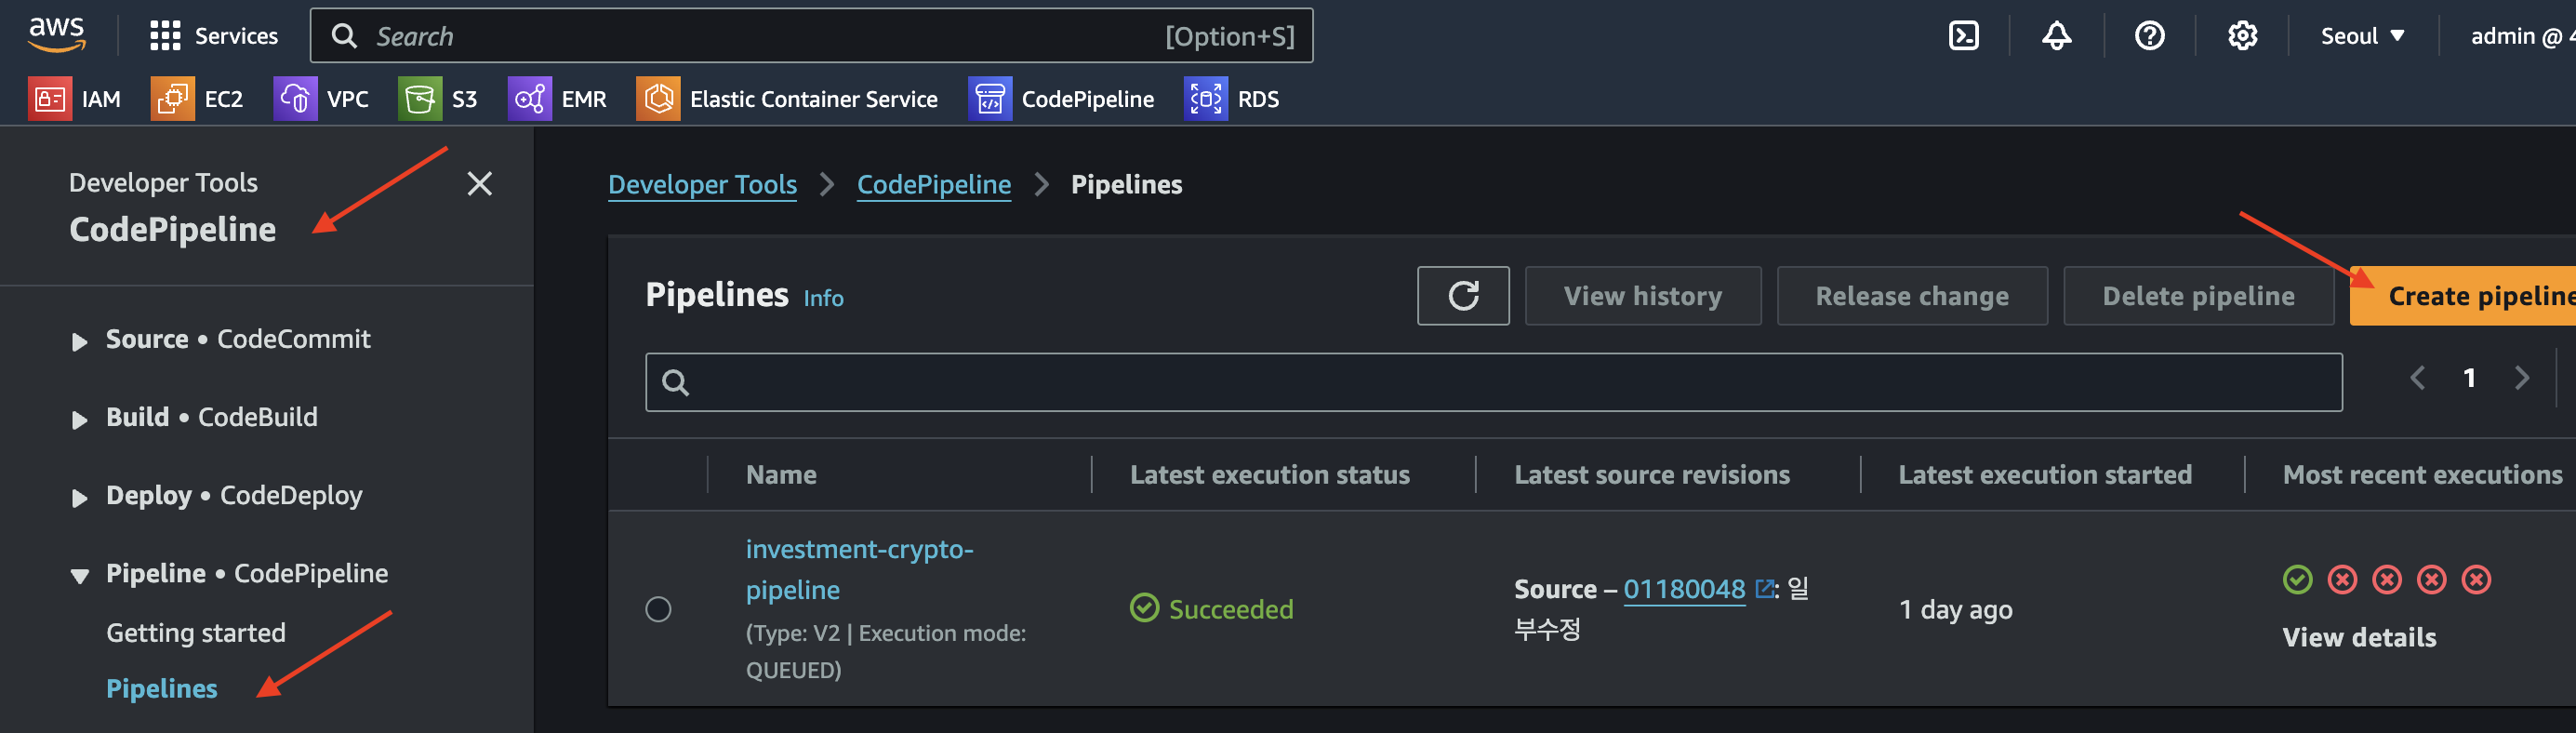 aws
Services
Search
[Option+S]
Seoul
admin @ 4
IAM
EC2
VPC
S3
EMR
Elastic Container Service
CodePipeline
RDS
Developer Tools
CodePipeline
Source • CodeCommit
Build • CodeBuild
Deploy • CodeDeploy
Pipeline • CodePipeline
Getting started
Pipelines
Developer Tools > CodePipeline > Pipelines
Pipelines Info
View history
Release change
Delete pipeline
Create pipeline
1
Name
Latest execution status
Latest source revisions
Latest execution started
Most recent executions
investment-crypto-
pipeline
(Type: V2 | Execution mode:
QUEUED)
Succeeded
Source – 01180048 : 일
부수정
1 day ago
View details